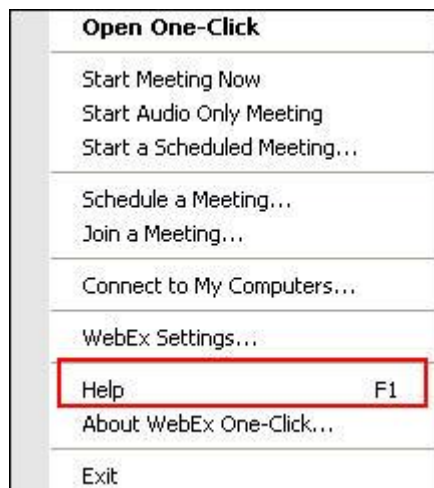 Open One-Click
Start Meeting Now
Start Audio Only Meeting
Start a Scheduled Meeting...
Schedule a Meeting...
Join a Meeting...
Connect to My Computers...
WebEx Settings...
Help F1
About WebEx One-Click...
Exit